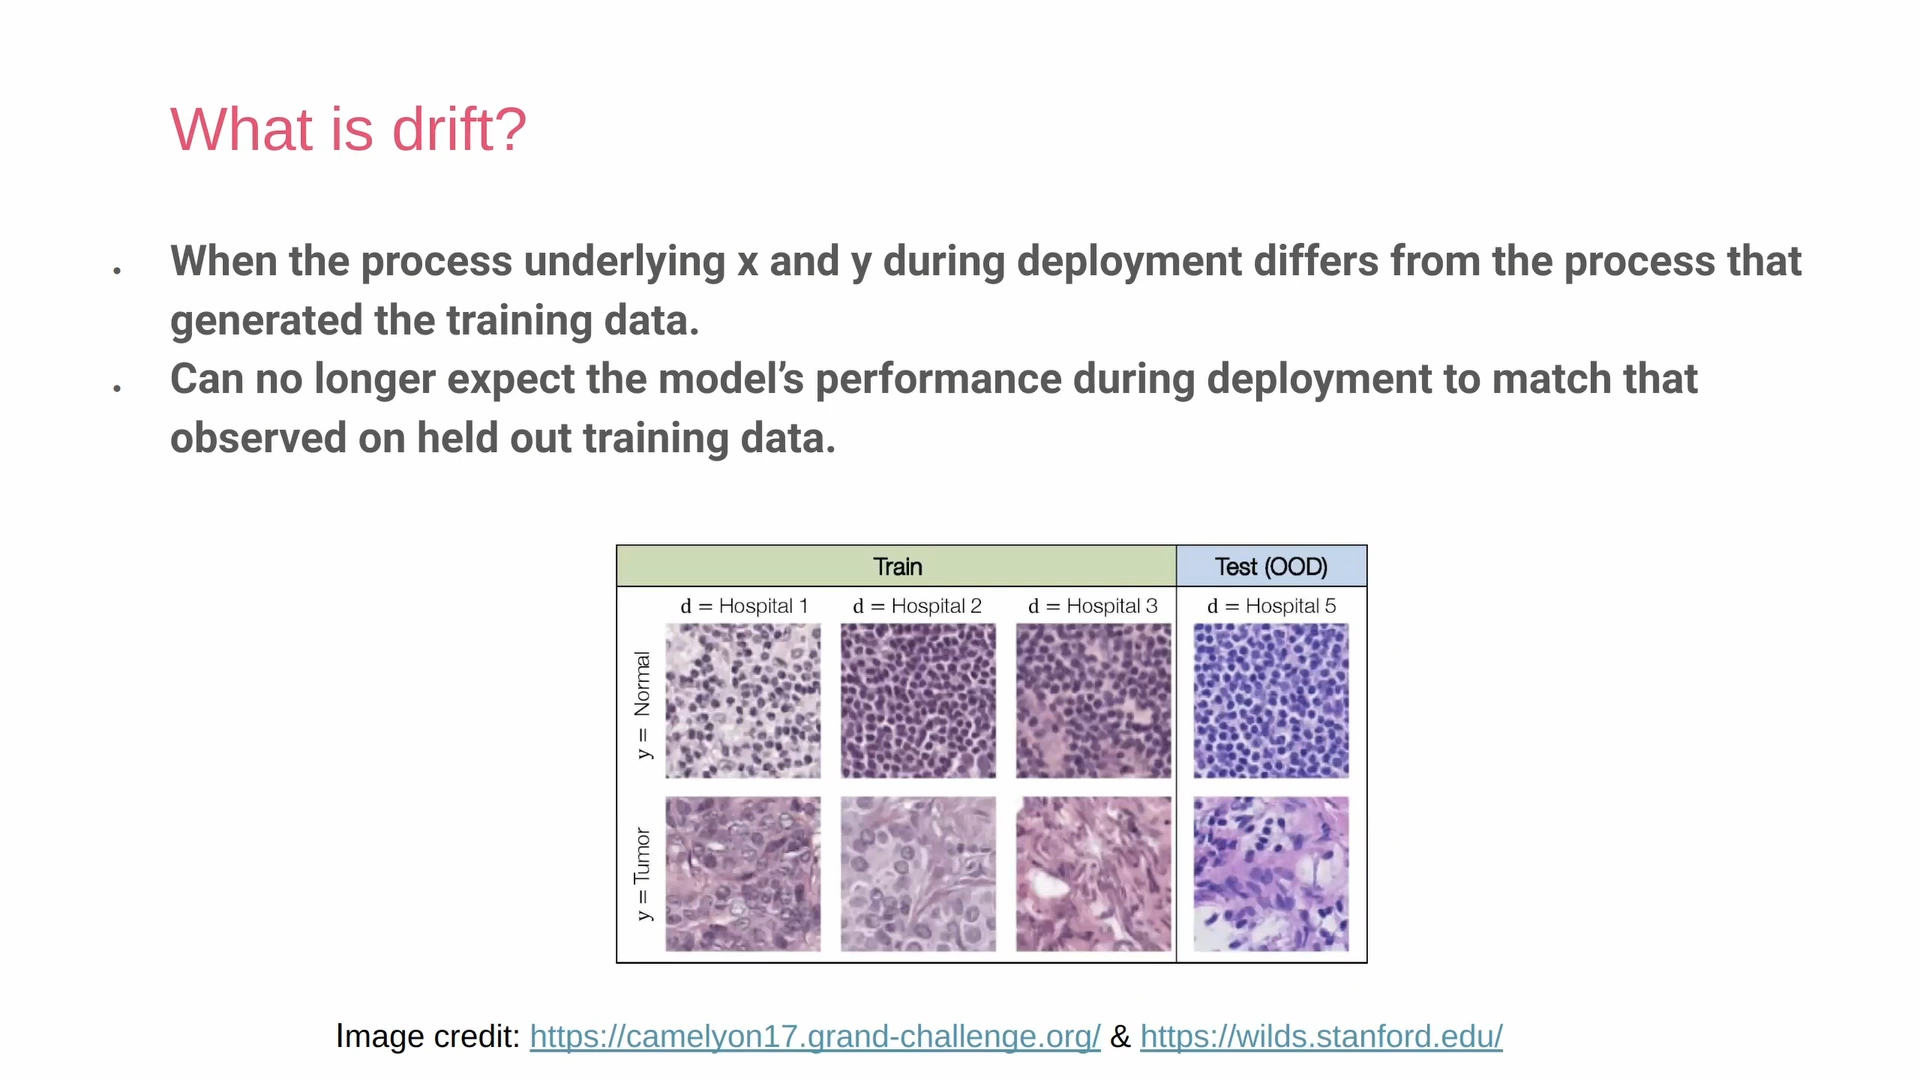 What is drift?
. When the process underlying x and y during deployment differs from the process that
generated the training data.
. Can no longer expect the model’s performance during deployment to match that
observed on held out training data.
Train
Test (OOD)
d = Hospital 1
d = Hospital 2
d = Hospital 3
d = Hospital 5
y = Normal
y = Tumor
Image credit: https://camelyon17.grand-challenge.org/ & https://wilds.stanford.edu/